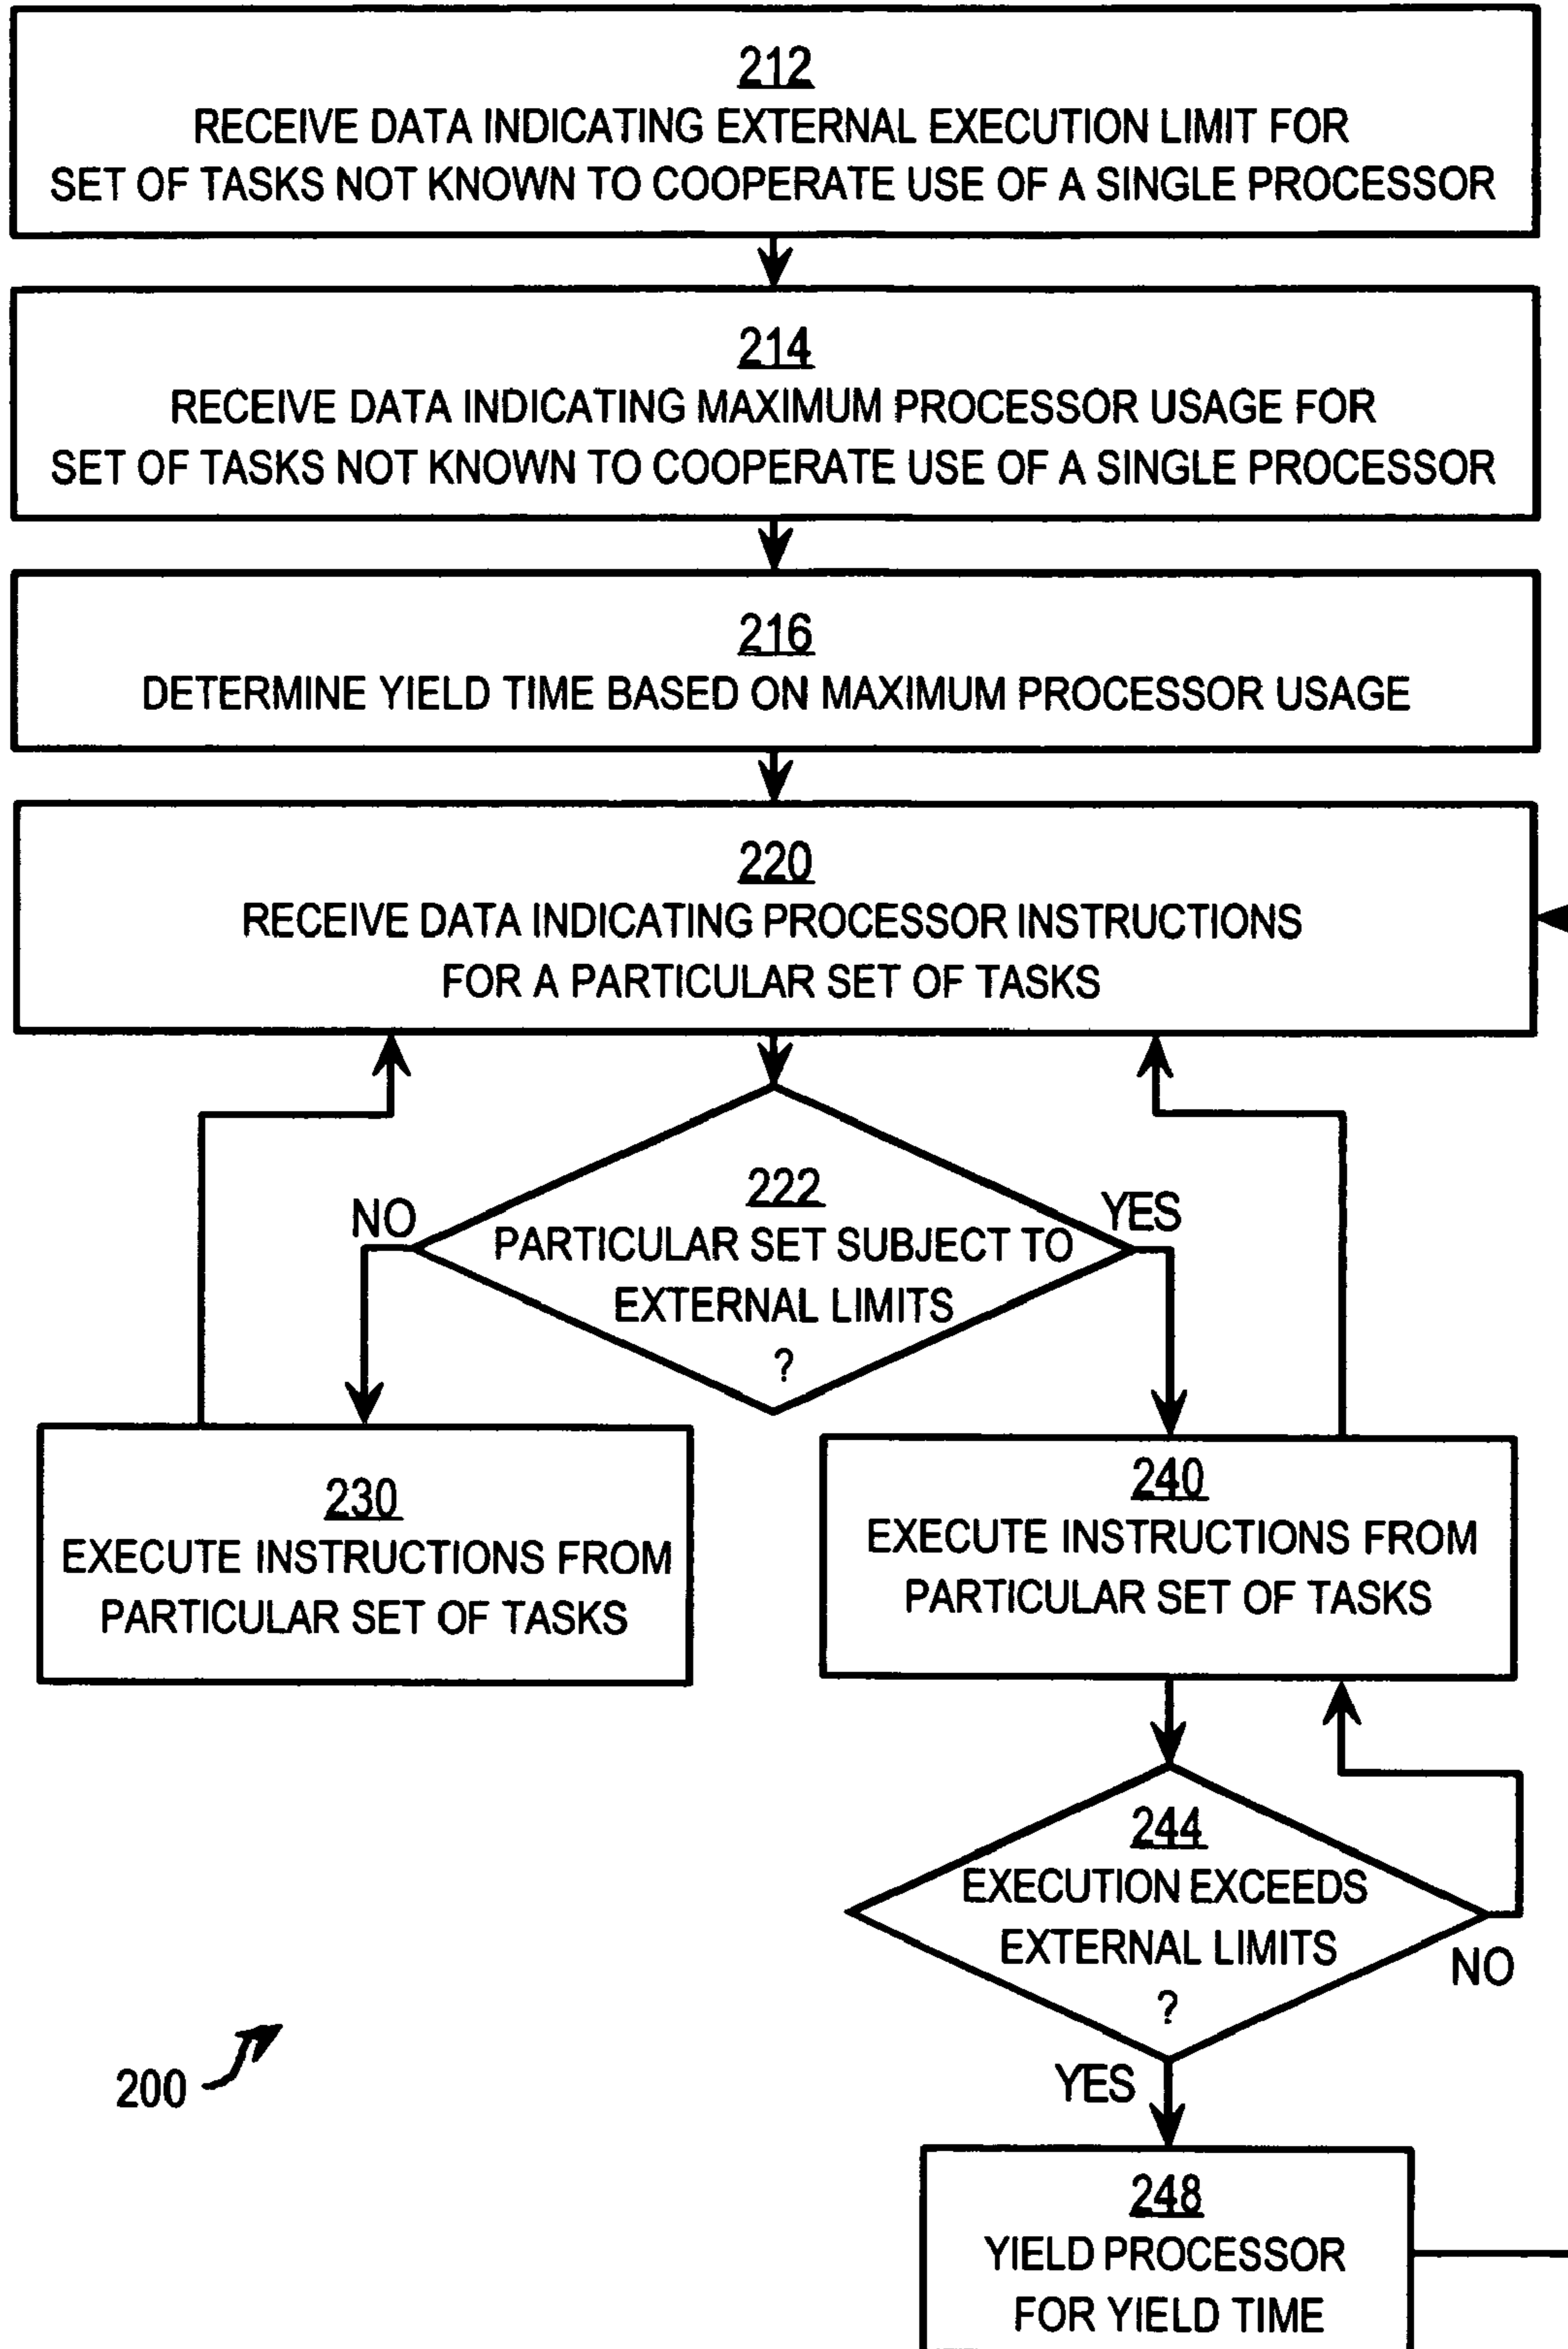 212
RECEIVE DATA INDICATING EXTERNAL EXECUTION LIMIT FOR
SET OF TASKS NOT KNOWN TO COOPERATE USE OF A SINGLE PROCESSOR
214
RECEIVE DATA INDICATING MAXIMUM PROCESSOR USAGE FOR
SET OF TASKS NOT KNOWN TO COOPERATE USE OF A SINGLE PROCESSOR
216
DETERMINE YIELD TIME BASED ON MAXIMUM PROCESSOR USAGE
220
RECEIVE DATA INDICATING PROCESSOR INSTRUCTIONS
FOR A PARTICULAR SET OF TASKS
222
PARTICULAR SET SUBJECT TO
EXTERNAL LIMITS
?
NO
YES
230
EXECUTE INSTRUCTIONS FROM
PARTICULAR SET OF TASKS
240
EXECUTE INSTRUCTIONS FROM
PARTICULAR SET OF TASKS
244
EXECUTION EXCEEDS
EXTERNAL LIMITS
?
NO
YES
200
248
YIELD PROCESSOR
FOR YIELD TIME